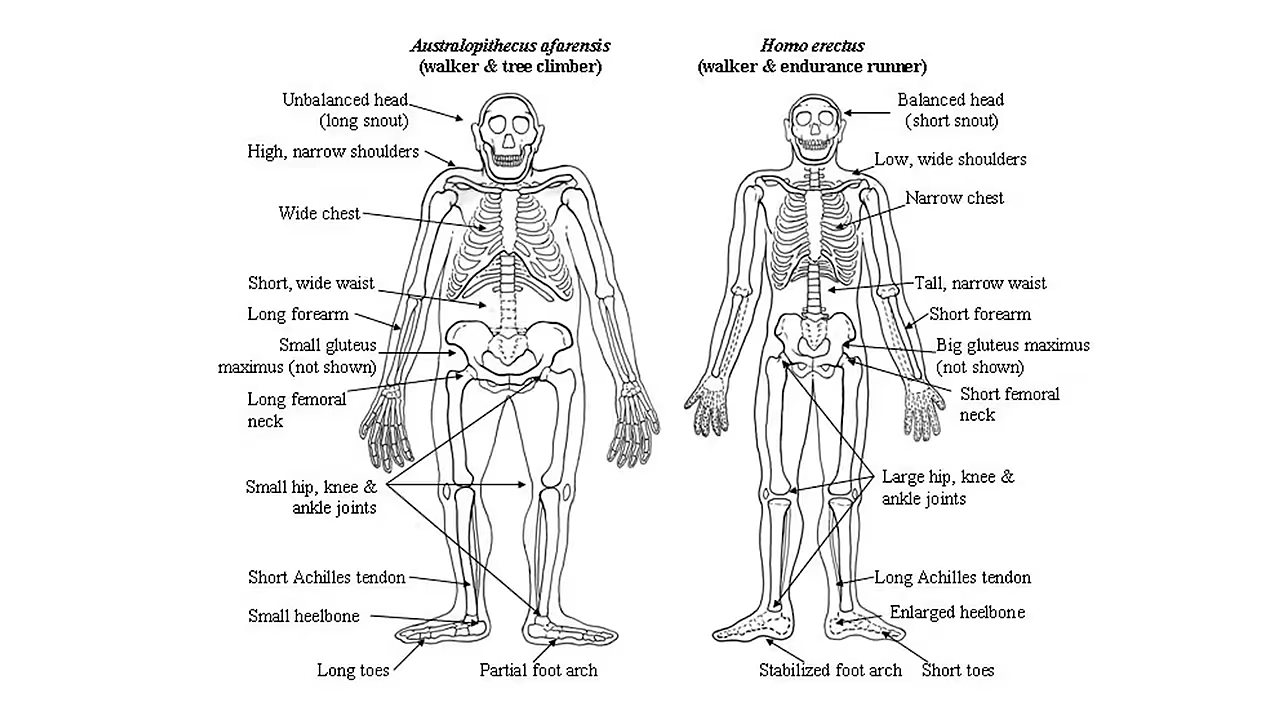 Australopithecus afarensis
(walker & tree climber)
Unbalanced head
(long snout)
High, narrow shoulders
Wide chest
Short, wide waist
Long forearm
Small gluteus
maximus (not shown)
Long femoral
neck
Small hip, knee &
ankle joints
Short Achilles tendon
Small heelbone
Long toes
Partial foot arch
Homo erectus
(walker & endurance runner)
Balanced head
(short snout)
Low, wide shoulders
Narrow chest
Tall, narrow waist
Short forearm
Big gluteus maximus
(not shown)
Short femoral
neck
Large hip, knee &
ankle joints
Long Achilles tendon
Enlarged heelbone
Stabilized foot arch
Short toes